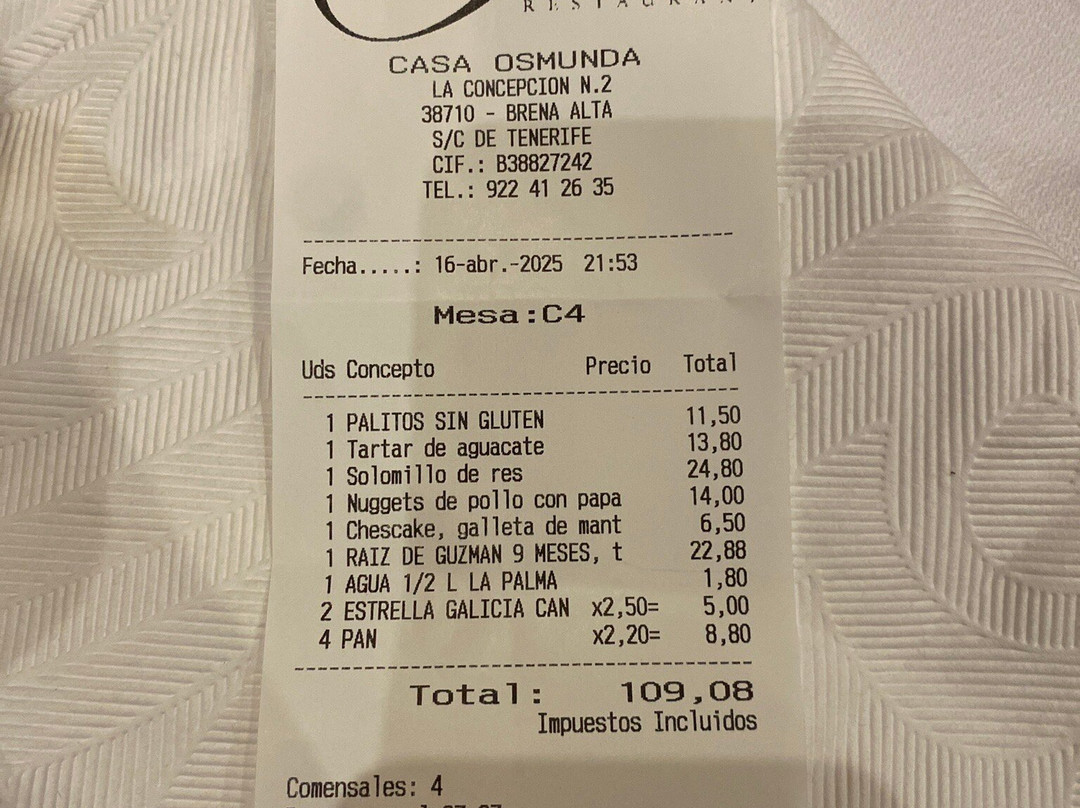 RESTAURANT
CASA OSMUNDA
LA CONCEPCION N.2
38710 - BRENA ALTA
S/C DE TENERIFE
CIF.: B38827242
TEL.: 922 41 26 35
Fecha.....: 16-abr.-2025 21:53
Mesa:C4
Uds Concepto Precio Total
1 PALITOS SIN GLUTEN 11,50
1 Tartar de aguacate 13,80
1 Solomillo de res 24,80
1 Nuggets de pollo con papa 14,00
1 Chescake, galleta de mant 6,50
1 RAIZ DE GUZMAN 9 MESES, t 22,88
1 AGUA 1/2 L LA PALMA 1,80
2 ESTRELLA GALICIA CAN x2,50= 5,00
4 PAN x2,20= 8,80
Total: 109,08
Impuestos Incluidos
Comensales: 4